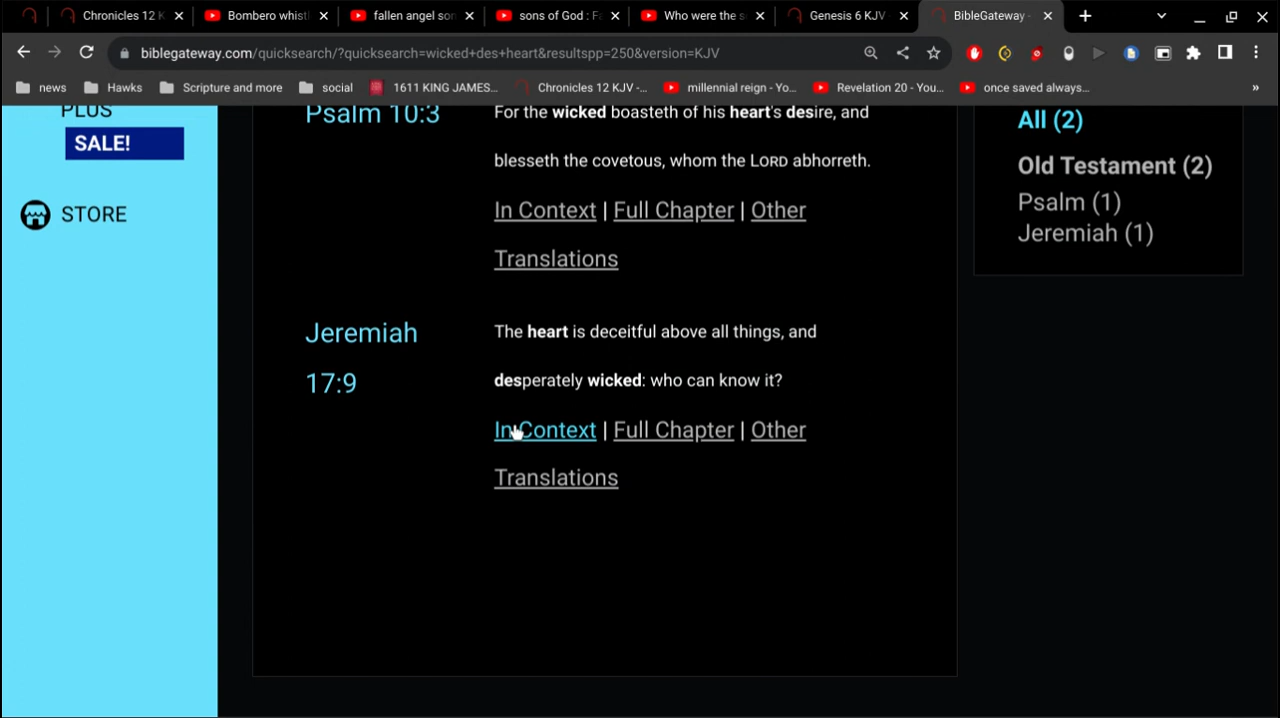 Chronicles 12 K
Bombero whistl
fallen angel son
sons of God : Fa
Who were the s
Genesis 6 KJV
BibleGateway -
biblegateway.com/quicksearch/?quicksearch=wicked+des+heart&resultspp=250&version=KJV
news
Hawks
Scripture and more
social
1611 KING JAMES...
Chronicles 12 KJV -...
millennial reign - Yo...
Revelation 20 - You...
once saved always...
»
PLUS
SALE!
STORE
Psalm 10:3
For the wicked boasteth of his heart's desire, and
blesseth the covetous, whom the LORD abhorreth.
In Context | Full Chapter | Other
Translations
Jeremiah
17:9
The heart is deceitful above all things, and
desperately wicked: who can know it?
In Context | Full Chapter | Other
Translations
All (2)
Old Testament (2)
Psalm (1)
Jeremiah (1)